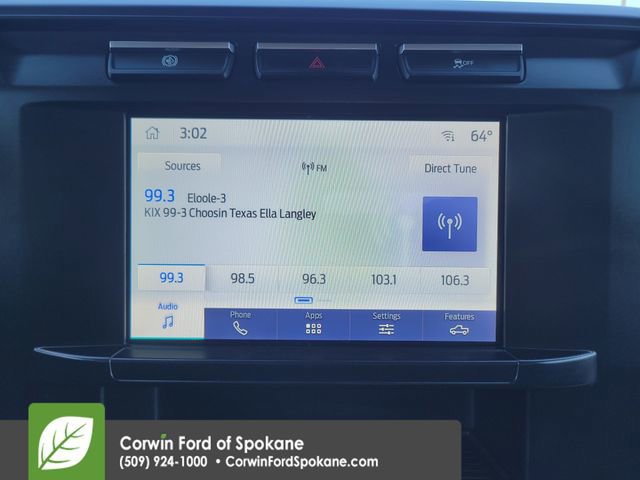 OFF
3:02
64°
Sources
FM
Direct Tune
99.3 Eloole-3
KIX 99-3 Choosin Texas Ella Langley
99.3 98.5 96.3 103.1 106.3
Audio Phone Apps Settings Features
Corwin Ford of Spokane
(509) 924-1000 • CorwinFordSpokane.com